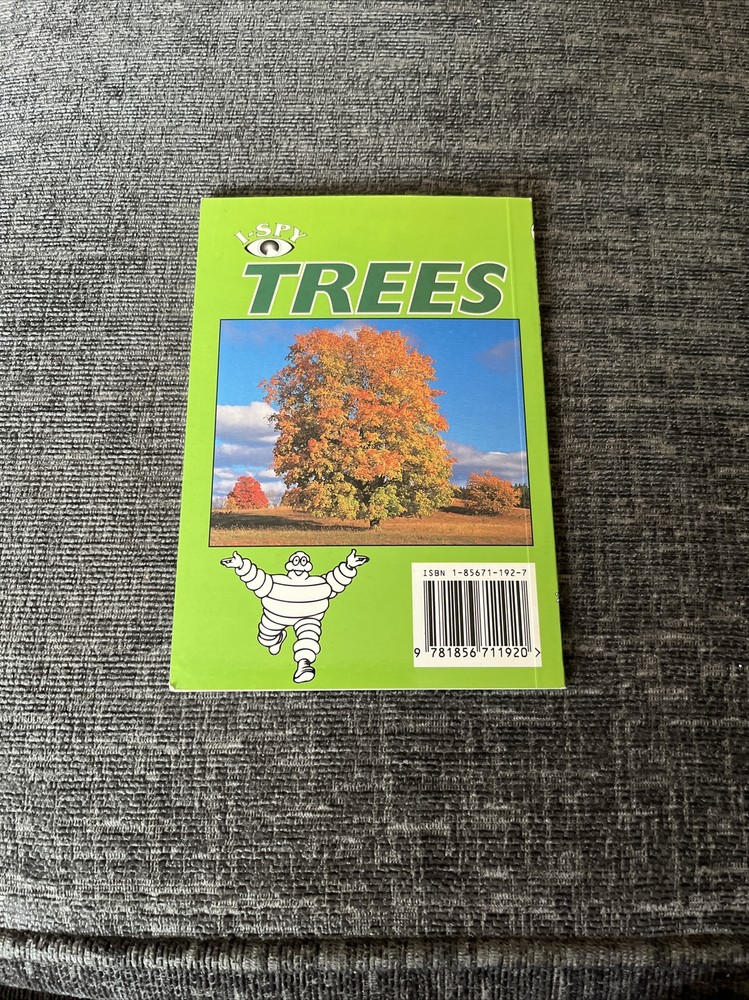 I-SPY
TREES
ISBN 1-85671-192-7
9 781856 711920 >